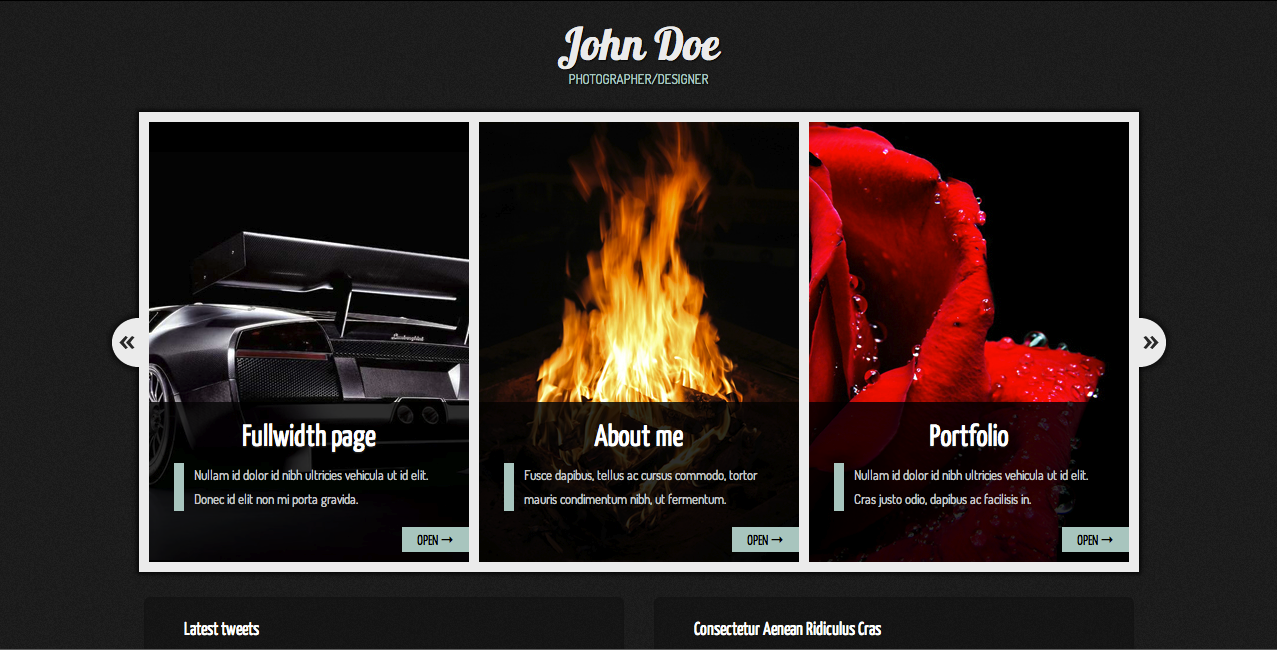 John Doe
PHOTOGRAPHER/DESIGNER
«
»
Lamborghini
Fullwidth page
Nullam id dolor id nibh ultricies vehicula ut id elit.
Donec id elit non mi porta gravida.
OPEN →
About me
Fusce dapibus, tellus ac cursus commodo, tortor
mauris condimentum nibh, ut fermentum.
OPEN →
Portfolio
Nullam id dolor id nibh ultricies vehicula ut id elit.
Cras justo odio, dapibus ac facilisis in.
OPEN →
Latest tweets
Consectetur Aenean Ridiculus Cras